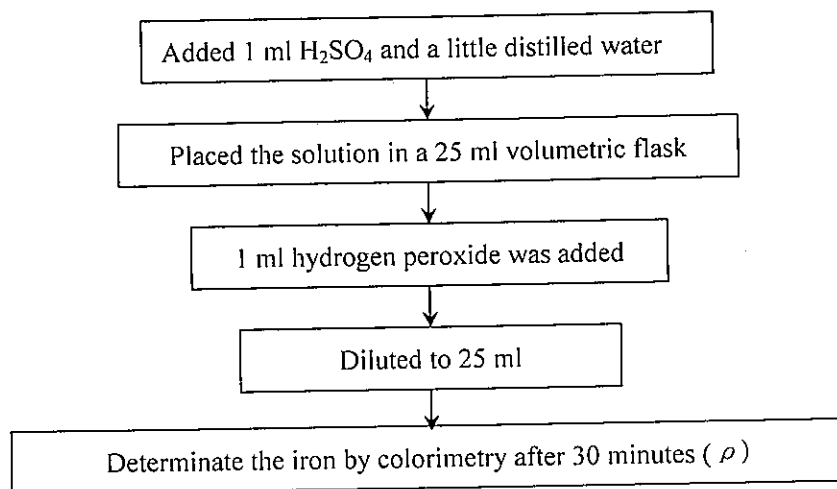 Added 1 ml H₂SO₄ and a little distilled water
Placed the solution in a 25 ml volumetric flask
1 ml hydrogen peroxide was added
Diluted to 25 ml
Determinate the iron by colorimetry after 30 minutes ( ρ )